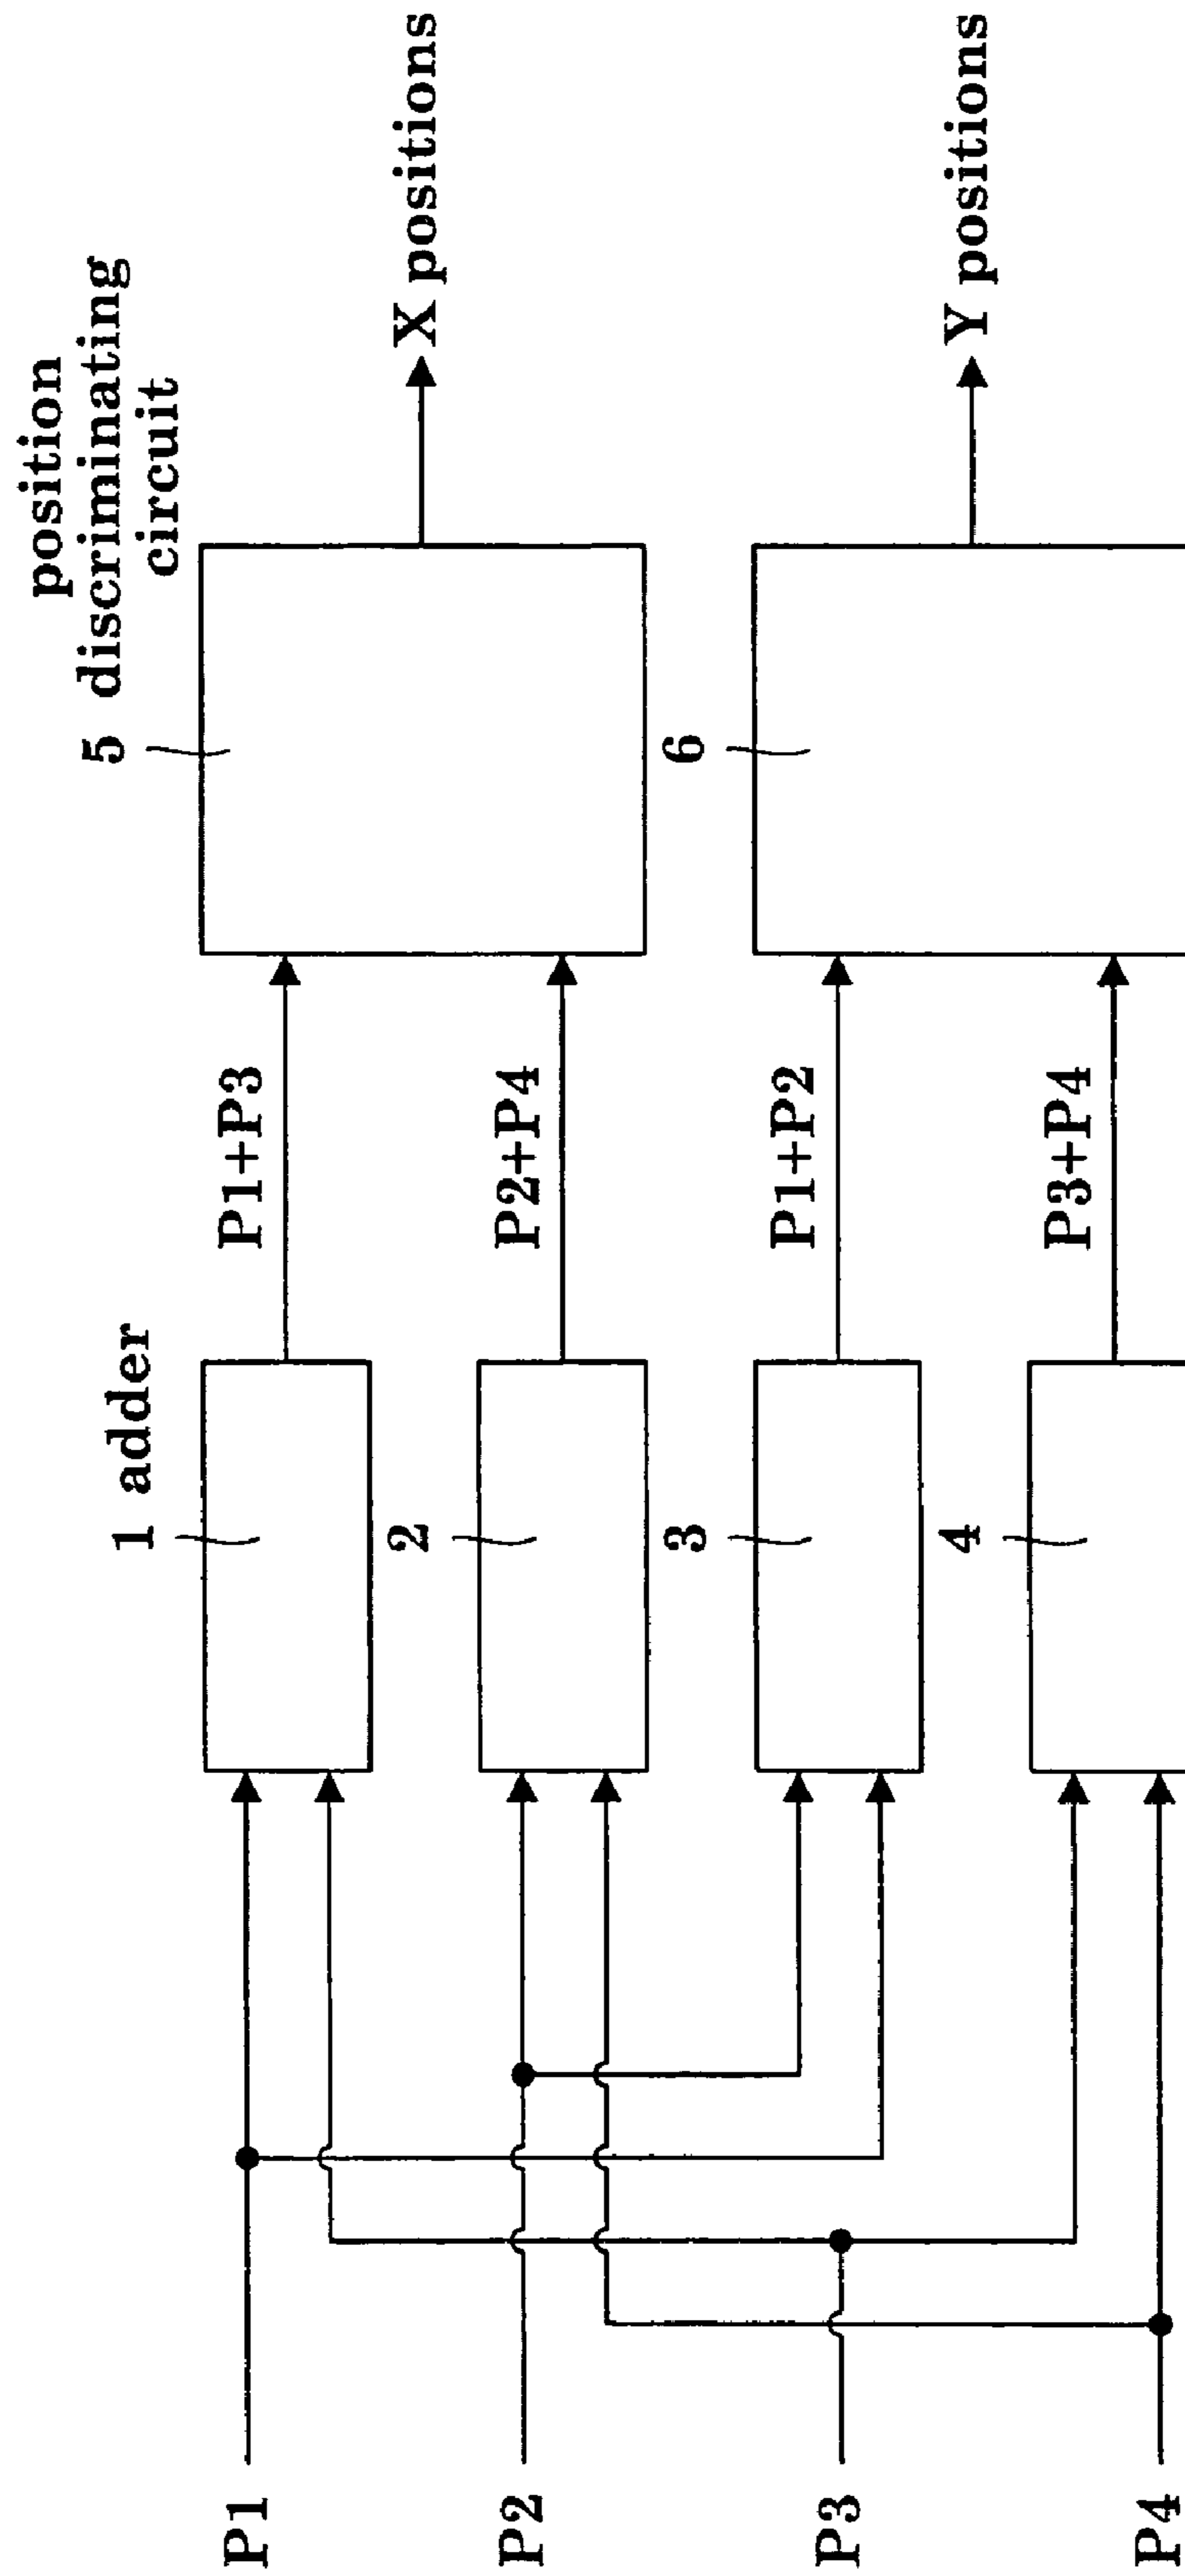 P1
P2
P3
P4
1 adder
2
3
4
P1+P3
P2+P4
P1+P2
P3+P4
position
5 discriminating
circuit
6
X positions
Y positions